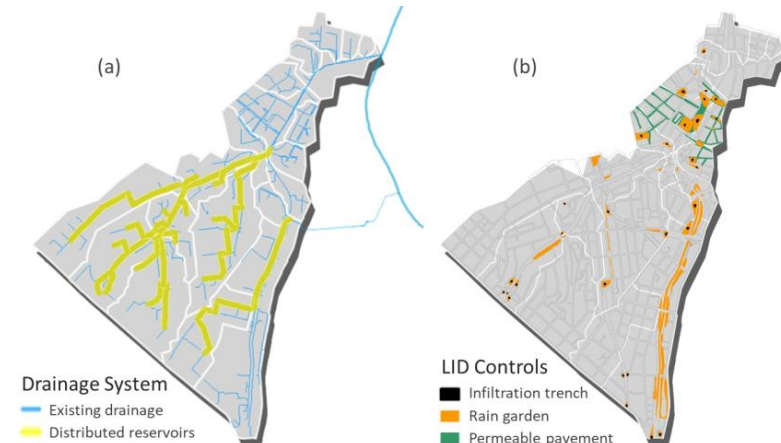 (a)
(b)
Drainage System
Existing drainage
Distributed reservoirs
LID Controls
Infiltration trench
Rain garden
Permeable pavement